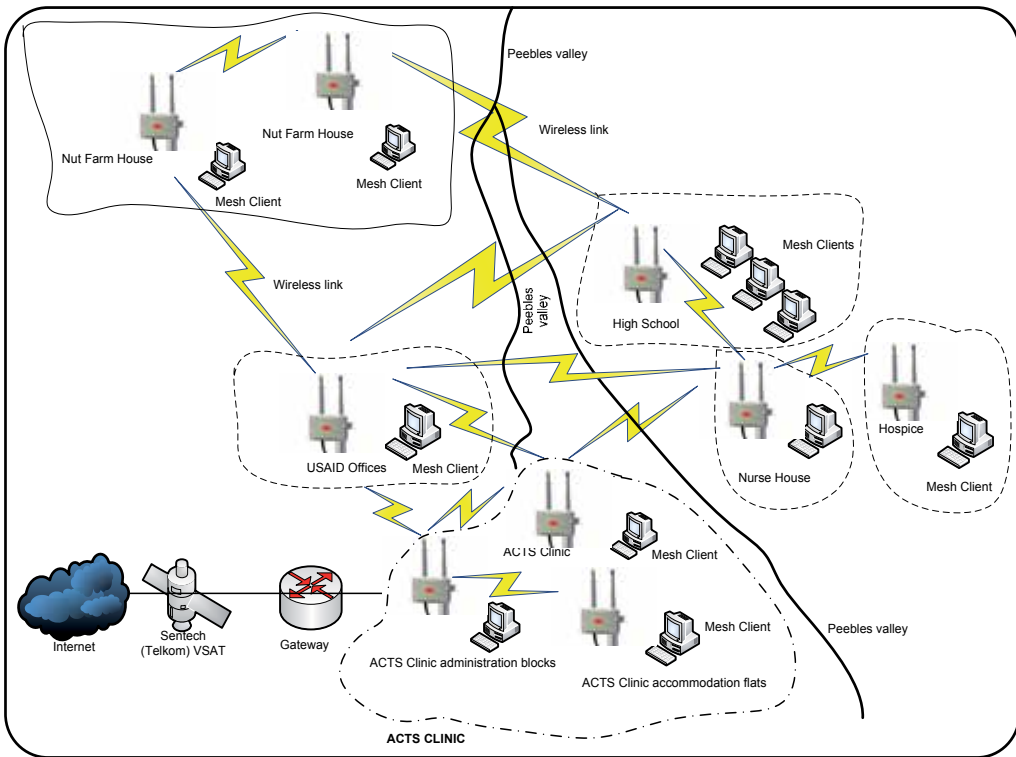 Peebles valley
Wireless link
Nut Farm House
Nut Farm House
Mesh Client
Mesh Client
Mesh Clients
Wireless link
Peebles
valley
High School
Hospice
USAID Offices
Mesh Client
Nurse House
Mesh Client
ACTS Clinic
Mesh Client
Mesh Client
Peebles valley
Internet
Sentech
(Telkom) VSAT
Gateway
ACTS Clinic administration blocks
ACTS Clinic accommodation flats
ACTS CLINIC